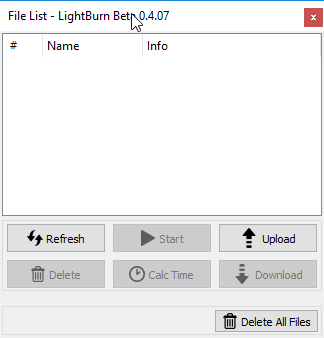 File List - LightBurn Beta 0.4.07
# Name Info
Refresh Start Upload
Delete Calc Time Download
Delete All Files